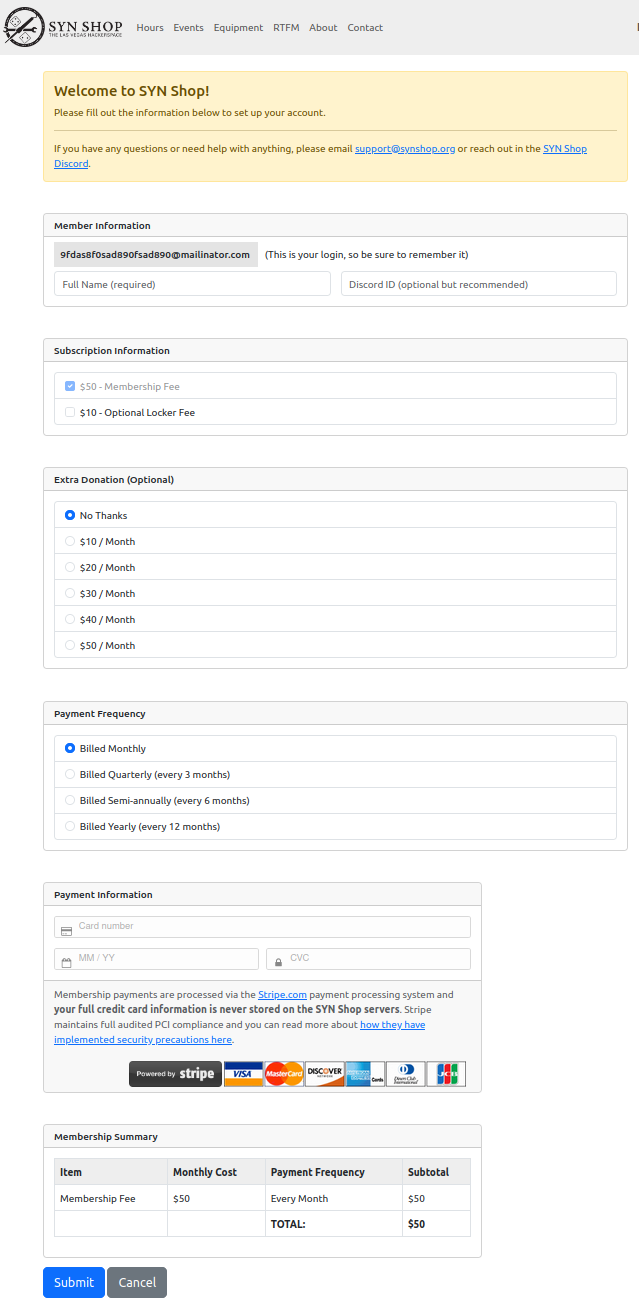 SYN SHOP
THE LAS VEGAS HACKERSPACE
Hours Events Equipment RTFM About Contact
Welcome to SYN Shop!
Please fill out the information below to set up your account.
If you have any questions or need help with anything, please email support@synshop.org or reach out in the SYN Shop
Discord.
Member Information
9fdas8f0sad890fsad890@mailinator.com (This is your login, so be sure to remember it)
Full Name (required) Discord ID (optional but recommended)
Subscription Information
$50 - Membership Fee
$10 - Optional Locker Fee
Extra Donation (Optional)
No Thanks
$10 / Month
$20 / Month
$30 / Month
$40 / Month
$50 / Month
Payment Frequency
Billed Monthly
Billed Quarterly (every 3 months)
Billed Semi-annually (every 6 months)
Billed Yearly (every 12 months)
Payment Information
Card number
MM / YY CVC
Membership payments are processed via the Stripe.com payment processing system and
your full credit card information is never stored on the SYN Shop servers. Stripe
maintains full audited PCI compliance and you can read more about how they have
implemented security precautions here.
Powered by stripe VISA MasterCard DISCOVER NETWORK AMERICAN EXPRESS Cards Diners Club International JCB
Membership Summary
Item Monthly Cost Payment Frequency Subtotal
Membership Fee $50 Every Month $50
TOTAL: $50
Submit Cancel